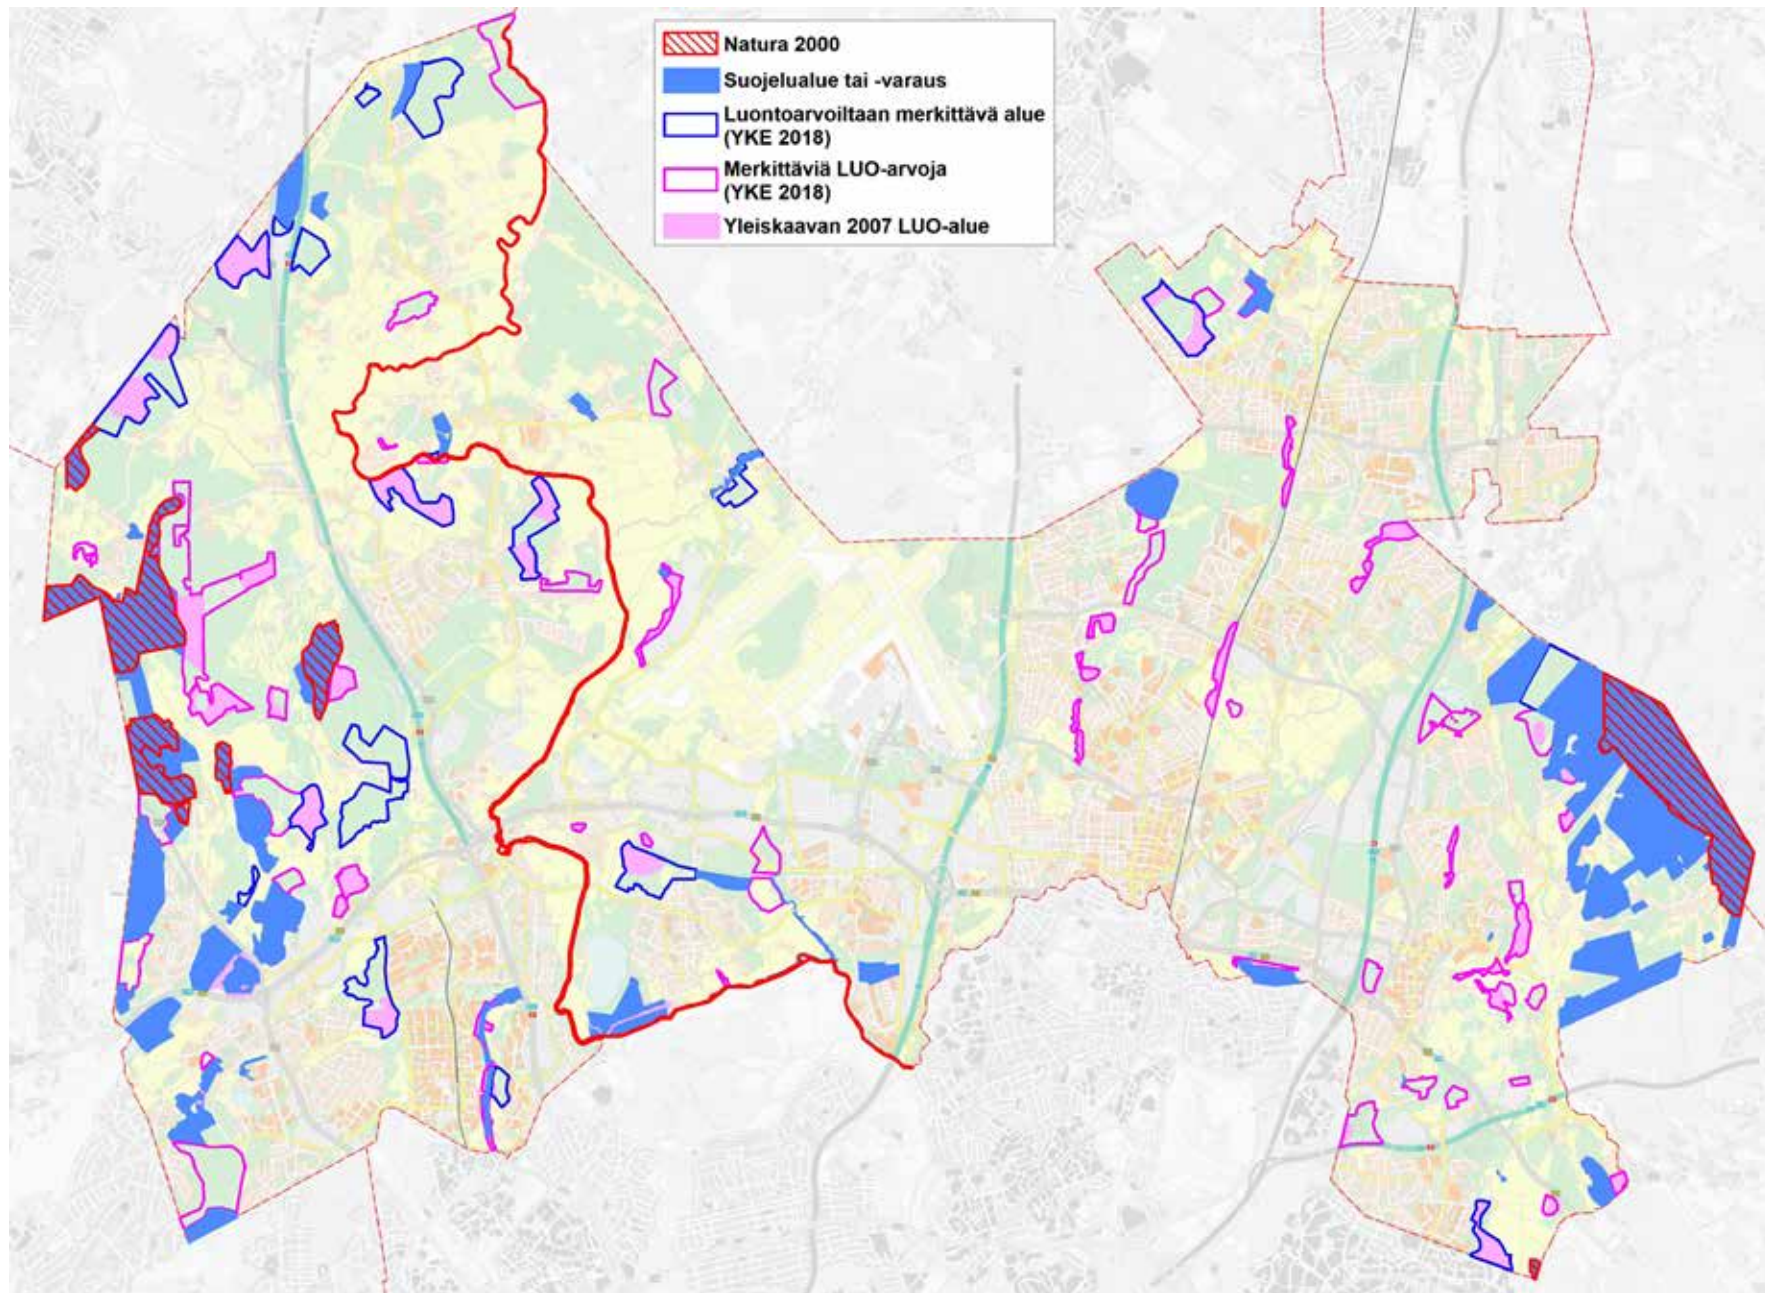 Natura 2000
Suojelualue tai -varaus
Luontoarvoiltaan merkittävä alue
(YKE 2018)
Merkittäviä LUO-arvoja
(YKE 2018)
Yleiskaavan 2007 LUO-alue